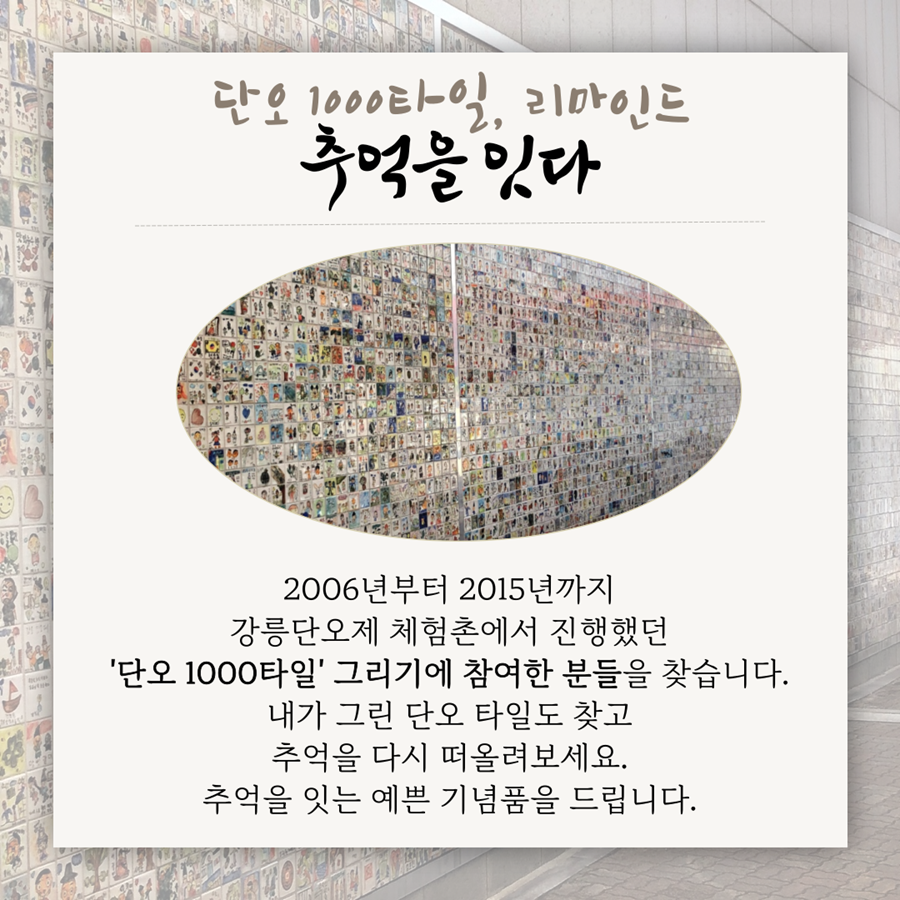 단오 1000타일, 리마인드
추억을 잇다
2006년부터 2015년까지
강릉단오제 체험촌에서 진행했던
'단오 1000타일' 그리기에 참여한 분들을 찾습니다.
내가 그린 단오 타일도 찾고
추억을 다시 떠올려보세요.
추억을 잇는 예쁜 기념품을 드립니다.